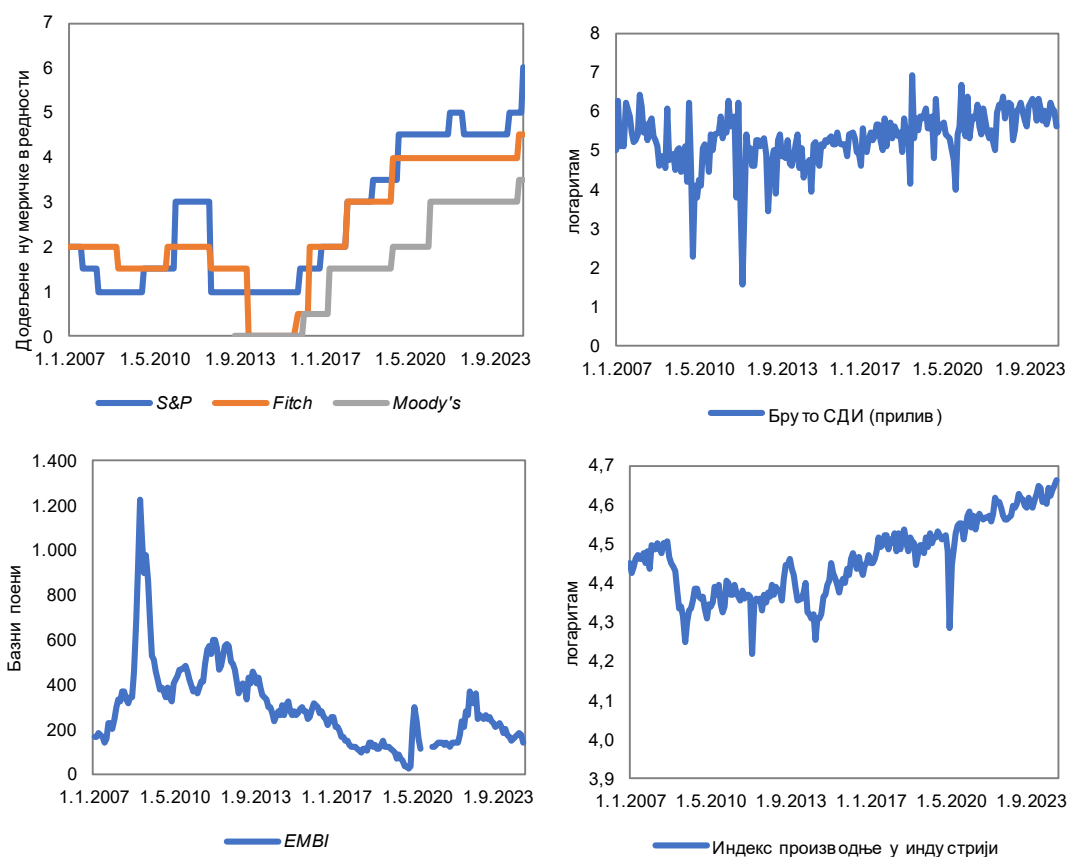 Додељене нумеричке вредности
7
6
5
4
3
2
1
0
1.1.2007 1.5.2010 1.9.2013 1.1.2017 1.5.2020 1.9.2023
S&P Fitch Moody's
логаритам
8
7
6
5
4
3
2
1
0
1.1.2007 1.5.2010 1.9.2013 1.1.2017 1.5.2020 1.9.2023
Бруто СДИ (прилив)
Базни поени
1.400
1.200
1.000
800
600
400
200
0
1.1.2007 1.5.2010 1.9.2013 1.1.2017 1.5.2020 1.9.2023
EMBI
логаритам
4,7
4,6
4,5
4,4
4,3
4,2
4,1
4,0
3,9
1.1.2007 1.5.2010 1.9.2013 1.1.2017 1.5.2020 1.9.2023
Индекс производње у индустрији